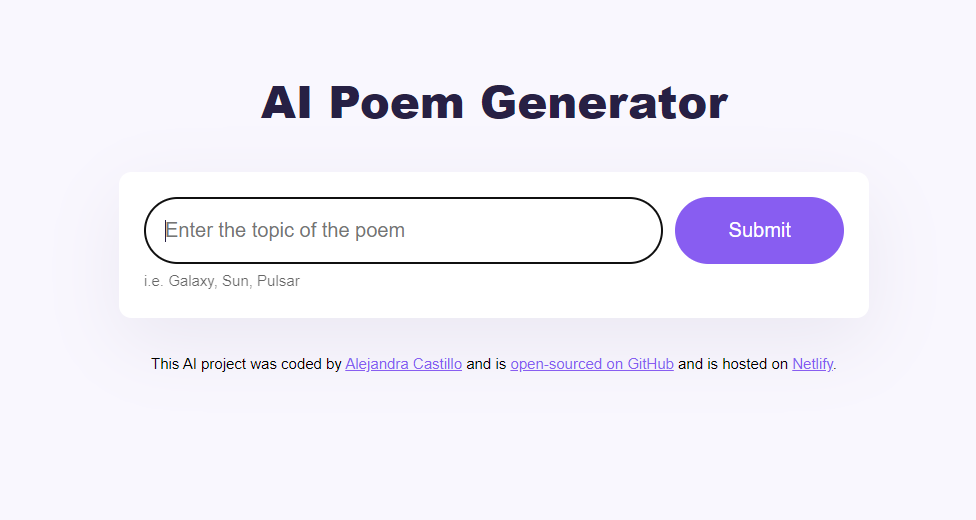 AI Poem Generator
Enter the topic of the poem
Submit
i.e. Galaxy, Sun, Pulsar
This AI project was coded by Alejandra Castillo and is open-sourced on GitHub and is hosted on Netlify.